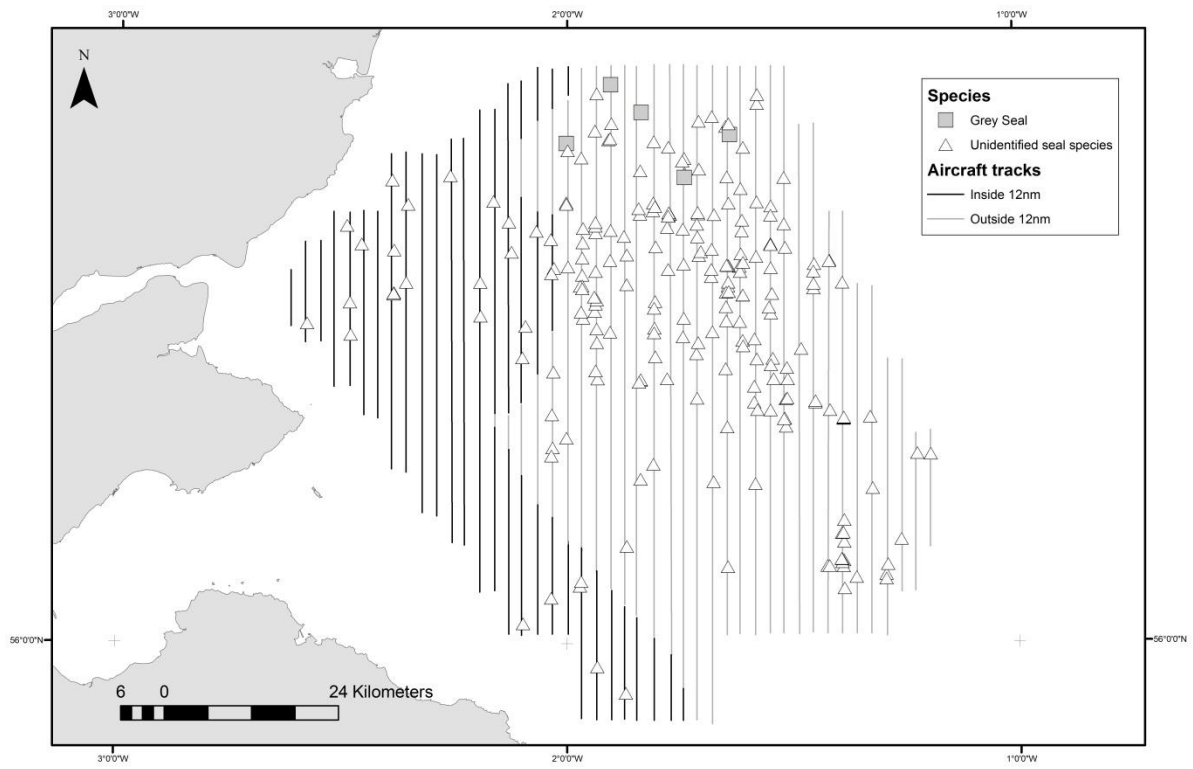 3°0'0"W 2°0'0"W 1°0'0"W
N
Species
Grey Seal
Unidentified seal species
Aircraft tracks
Inside 12nm
Outside 12nm
56°0'0"N 56°0'0"N
6 0 24 Kilometers
3°0'0"W 2°0'0"W 1°0'0"W